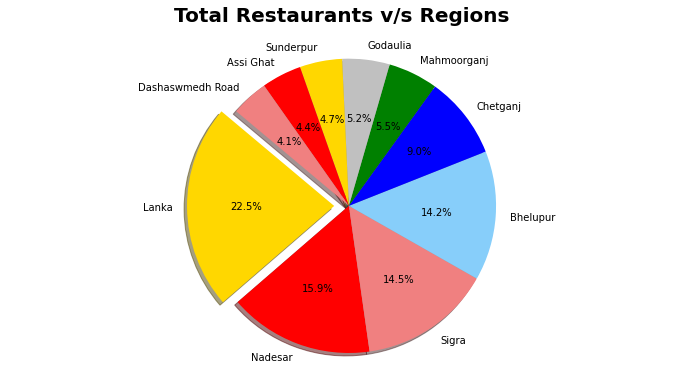 Total Restaurants v/s Regions
Godaulia
Sunderpur
Mahmoorganj
Assi Ghat
Dashaswmedh Road
Chetganj
Lanka
Bhelupur
Sigra
Nadesar
5.2%
4.7%
5.5%
4.4%
4.1%
9.0%
22.5%
14.2%
14.5%
15.9%